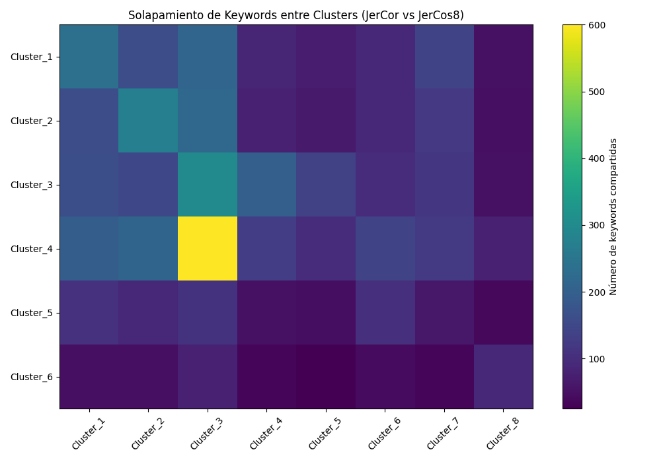 Solapamiento de Keywords entre Clusters (JerCor vs JerCos8)
Cluster_1
Cluster_2
Cluster_3
Cluster_4
Cluster_5
Cluster_6
Cluster_1
Cluster_2
Cluster_3
Cluster_4
Cluster_5
Cluster_6
Cluster_7
Cluster_8
600
500
400
300
200
100
Número de keywords compartidas